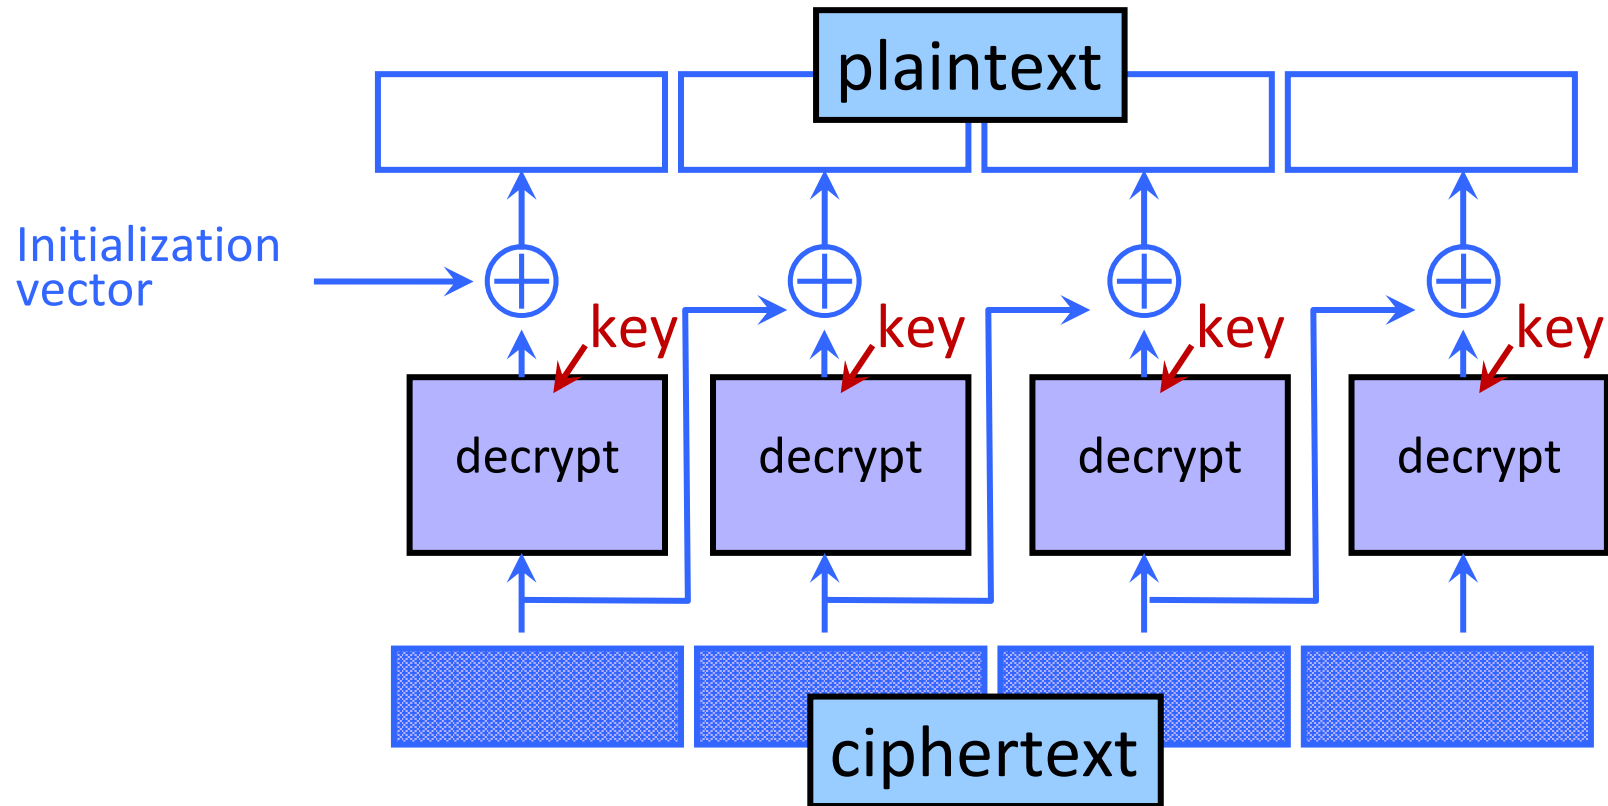 plaintext
Initialization
vector
key key key key
decrypt decrypt decrypt decrypt
ciphertext